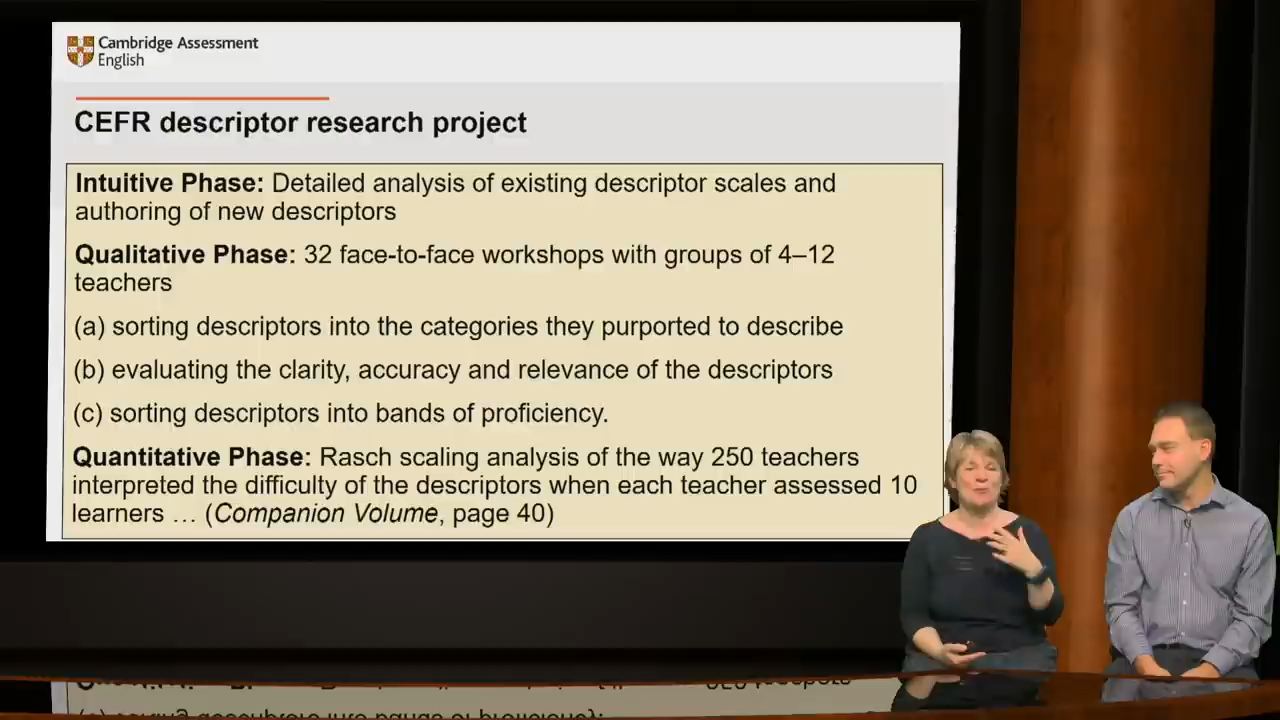 Cambridge Assessment
English
CEFR descriptor research project
Intuitive Phase: Detailed analysis of existing descriptor scales and
authoring of new descriptors
Qualitative Phase: 32 face-to-face workshops with groups of 4–12
teachers
(a) sorting descriptors into the categories they purported to describe
(b) evaluating the clarity, accuracy and relevance of the descriptors
(c) sorting descriptors into bands of proficiency.
Quantitative Phase: Rasch scaling analysis of the way 250 teachers
interpreted the difficulty of the descriptors when each teacher assessed 10
learners … (Companion Volume, page 40)